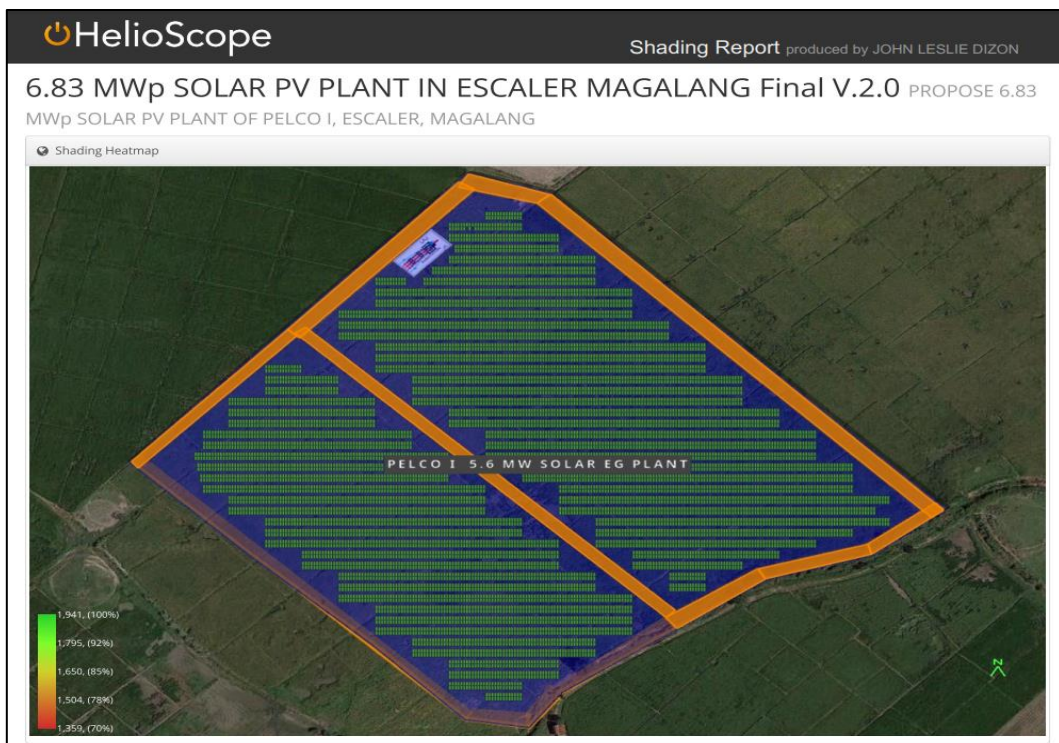 HelioScope
Shading Report produced by JOHN LESLIE DIZON
6.83 MWp SOLAR PV PLANT IN ESCALER MAGALANG Final V.2.0 PROPOSE 6.83
MWp SOLAR PV PLANT OF PELCO I, ESCALER, MAGALANG
Shading Heatmap
PELCO I 5.6 MW SOLAR EG PLANT
1,941, (100%)
1,795, (92%)
1,650, (85%)
1,504, (78%)
1,359, (70%)
N